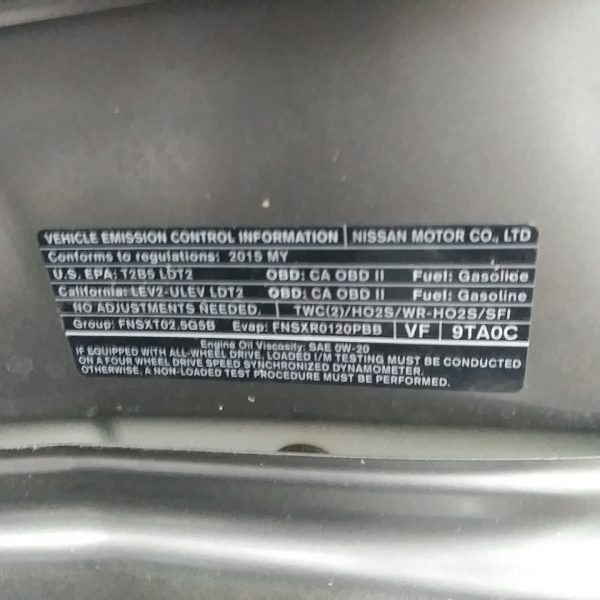 VEHICLE EMISSION CONTROL INFORMATION NISSAN MOTOR CO., LTD
Conforms to regulations: 2015 MY
U.S. EPA: T2B5 LDT2 OBD: CA OBD II Fuel: Gasoline
California: LEV2-ULEV LDT2 OBD: CA OBD II Fuel: Gasoline
NO ADJUSTMENTS NEEDED. TWC(2)/HO2S/WR-HO2S/SFI
Group: FNSXT02.5G5B Evap: FNSXR0120PBB VF 9TA0C
Engine Oil Viscosity: SAE 0W-20
IF EQUIPPED WITH ALL-WHEEL DRIVE, LOADED I/M TESTING MUST BE CONDUCTED
ON A FOUR WHEEL DRIVE SPEED SYNCHRONIZED DYNAMOMETER.
OTHERWISE, A NON-LOADED TEST PROCEDURE MUST BE PERFORMED.